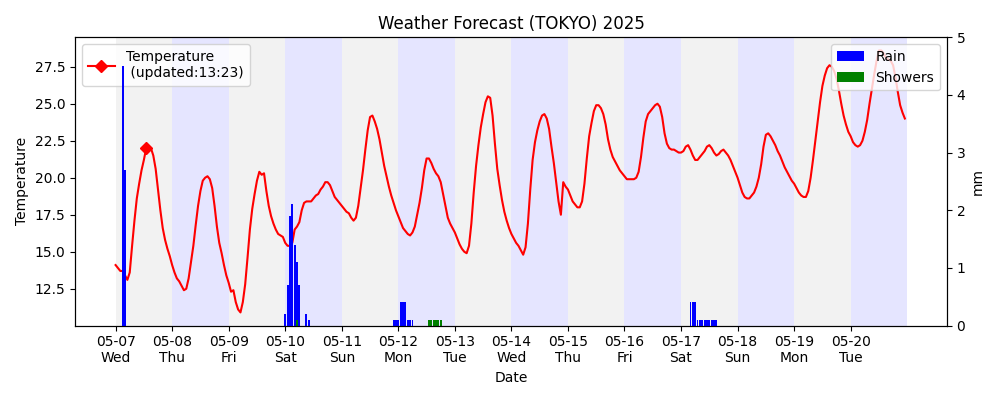 Weather Forecast (TOKYO) 2025
Temperature
(updated:13:23)
Rain
Showers
Temperature
27.5
25.0
22.5
20.0
17.5
15.0
12.5
5
4
3
2
1
0
mm
05-07 05-08 05-09 05-10 05-11 05-12 05-13 05-14 05-15 05-16 05-17 05-18 05-19 05-20
Wed Thu Fri Sat Sun Mon Tue Wed Thu Fri Sat Sun Mon Tue
Date